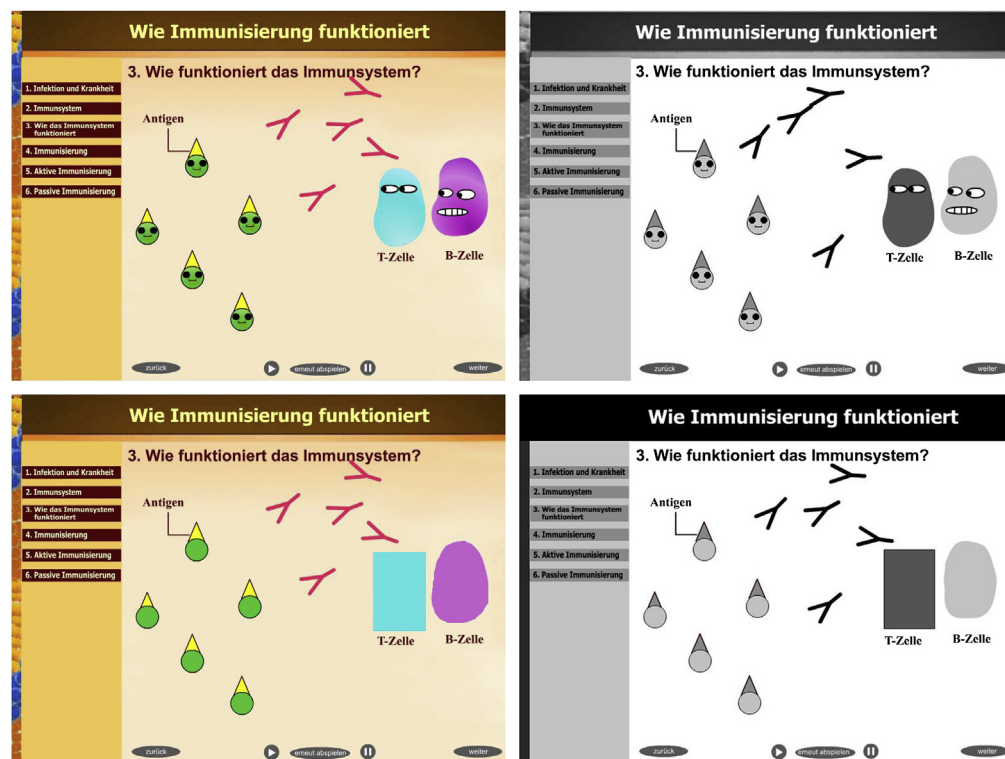 Wie Immunisierung funktioniert
3. Wie funktioniert das Immunsystem?
1. Infektion und Krankheit
2. Immunsystem
3. Wie das Immunsystem
funktioniert
4. Immunisierung
5. Aktive Immunisierung
6. Passive Immunisierung
Antigen
T-Zelle
B-Zelle
zurück
erneut abspielen
weiter
Wie Immunisierung funktioniert
3. Wie funktioniert das Immunsystem?
1. Infektion und Krankheit
2. Immunsystem
3. Wie das Immunsystem
funktioniert
4. Immunisierung
5. Aktive Immunisierung
6. Passive Immunisierung
Antigen
T-Zelle
B-Zelle
zurück
erneut abspielen
weiter
Wie Immunisierung funktioniert
3. Wie funktioniert das Immunsystem?
1. Infektion und Krankheit
2. Immunsystem
3. Wie das Immunsystem
funktioniert
4. Immunisierung
5. Aktive Immunisierung
6. Passive Immunisierung
Antigen
T-Zelle
B-Zelle
zurück
erneut abspielen
weiter
Wie Immunisierung funktioniert
3. Wie funktioniert das Immunsystem?
1. Infektion und Krankheit
2. Immunsystem
3. Wie das Immunsystem
funktioniert
4. Immunisierung
5. Aktive Immunisierung
6. Passive Immunisierung
Antigen
T-Zelle
B-Zelle
zurück
erneut abspielen
weiter